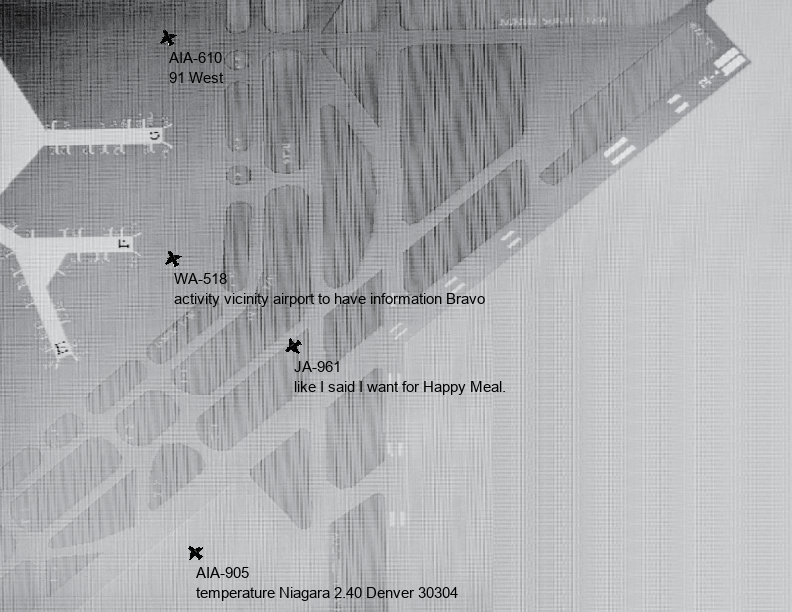 AIA-610
91 West
WA-518
activity vicinity airport to have information Bravo
JA-961
like I said I want for Happy Meal.
AIA-905
temperature Niagara 2.40 Denver 30304